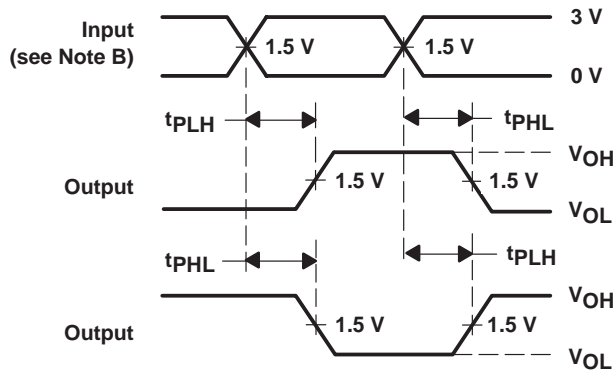 3 V
Input
(see Note B)
1.5 V
1.5 V
0 V
tPLH
tPHL
VOH
Output
1.5 V
1.5 V
VOL
tPHL
tPLH
VOH
Output
1.5 V
1.5 V
VOL